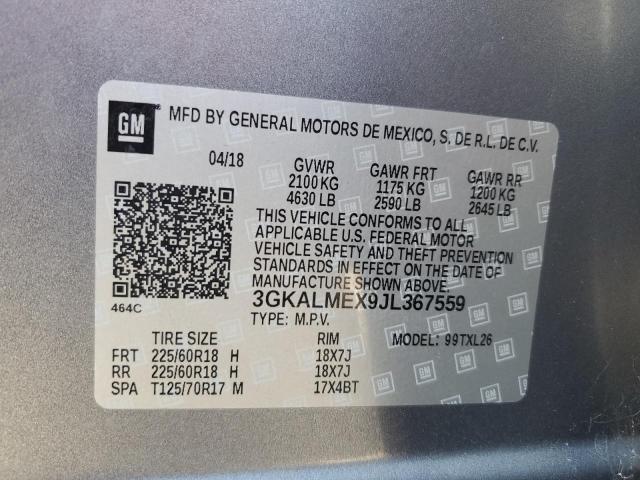 GM MFD BY GENERAL MOTORS DE MEXICO, S. DE R.L. DE C.V.
04/18 GVWR GAWR FRT GAWR RR
2100 KG 1175 KG 1200 KG
4630 LB 2590 LB 2645 LB
THIS VEHICLE CONFORMS TO ALL
APPLICABLE U.S. FEDERAL MOTOR
VEHICLE SAFETY AND THEFT PREVENTION
STANDARDS IN EFFECT ON THE DATE OF
MANUFACTURE SHOWN ABOVE.
464C 3GKALMEX9JL367559
TYPE: M.P.V. MODEL: 99TXL26
TIRE SIZE RIM
FRT 225/60R18 H 18X7J
RR 225/60R18 H 18X7J
SPA T125/70R17 M 17X4BT